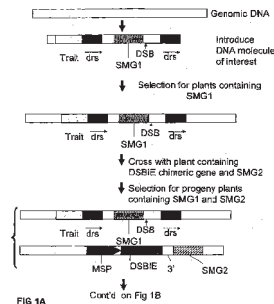 Genomic DNA
Introduce
DNA molecule
of interest
Trait drs DSB drs
SMG1
Selection for plants containing
SMG1
Trait drs DSB drs
SMG1
Cross with plant containing
DSBIE chimeric gene and SMG2
Selection for progeny plants
containing SMG1 and SMG2
Trait drs DSB drs
SMG1
MSP DSBIE 3' SMG2
Cont'd on Fig 1B
FIG 1A